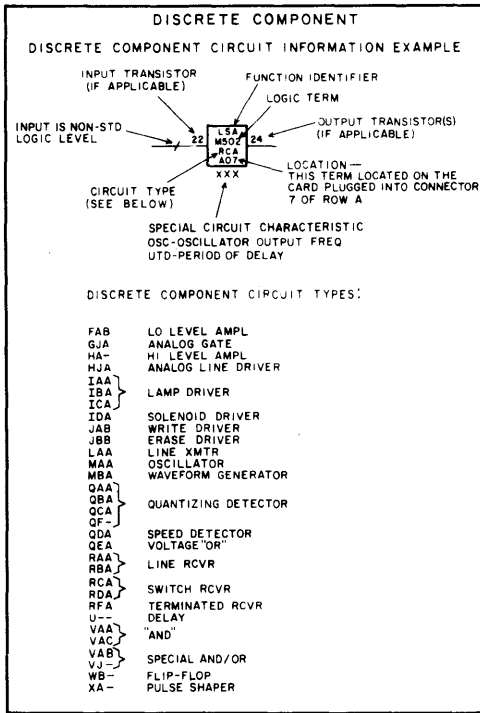 DISCRETE COMPONENT
DISCRETE COMPONENT CIRCUIT INFORMATION EXAMPLE
INPUT TRANSISTOR
(IF APPLICABLE)
FUNCTION IDENTIFIER
LOGIC TERM
INPUT IS NON-STD
LOGIC LEVEL
22
LSA
M502
RCA
A07
24
OUTPUT TRANSISTOR(S)
(IF APPLICABLE)
XXX
CIRCUIT TYPE
(SEE BELOW)
LOCATION—
THIS TERM LOCATED ON THE
CARD PLUGGED INTO CONNECTOR
7 OF ROW A
SPECIAL CIRCUIT CHARACTERISTIC
OSC-OSCILLATOR OUTPUT FREQ
UTD-PERIOD OF DELAY
DISCRETE COMPONENT CIRCUIT TYPES:
FAB LO LEVEL AMPL
GJA ANALOG GATE
HA- HI LEVEL AMPL
HJA ANALOG LINE DRIVER
IAA
IBA LAMP DRIVER
ICA
IDA SOLENOID DRIVER
JAB WRITE DRIVER
JBB ERASE DRIVER
LAA LINE XMTR
MAA OSCILLATOR
MBA WAVEFORM GENERATOR
QAA
QBA QUANTIZING DETECTOR
QCA
QF-
QDA SPEED DETECTOR
QEA VOLTAGE "OR"
RAA LINE RCVR
RBA
RCA SWITCH RCVR
RDA
RFA TERMINATED RCVR
U-- DELAY
VAA "AND"
VAC
VAB SPECIAL AND/OR
VJ-
WB- FLIP-FLOP
XA- PULSE SHAPER